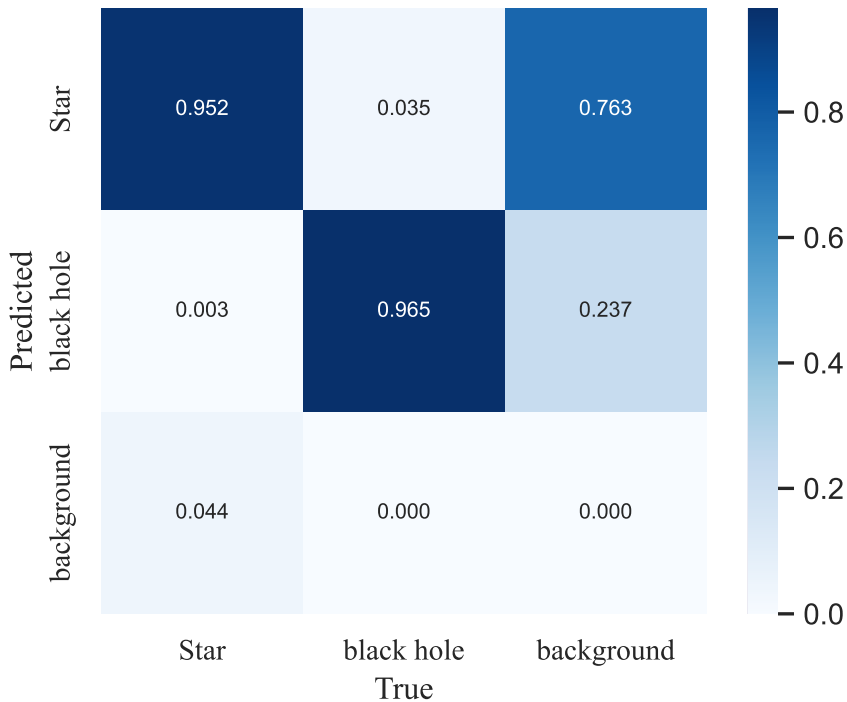 Predicted
Star
black hole
background
0.952 0.035 0.763
0.003 0.965 0.237
0.044 0.000 0.000
Star black hole background
True
0.8
0.6
0.4
0.2
0.0